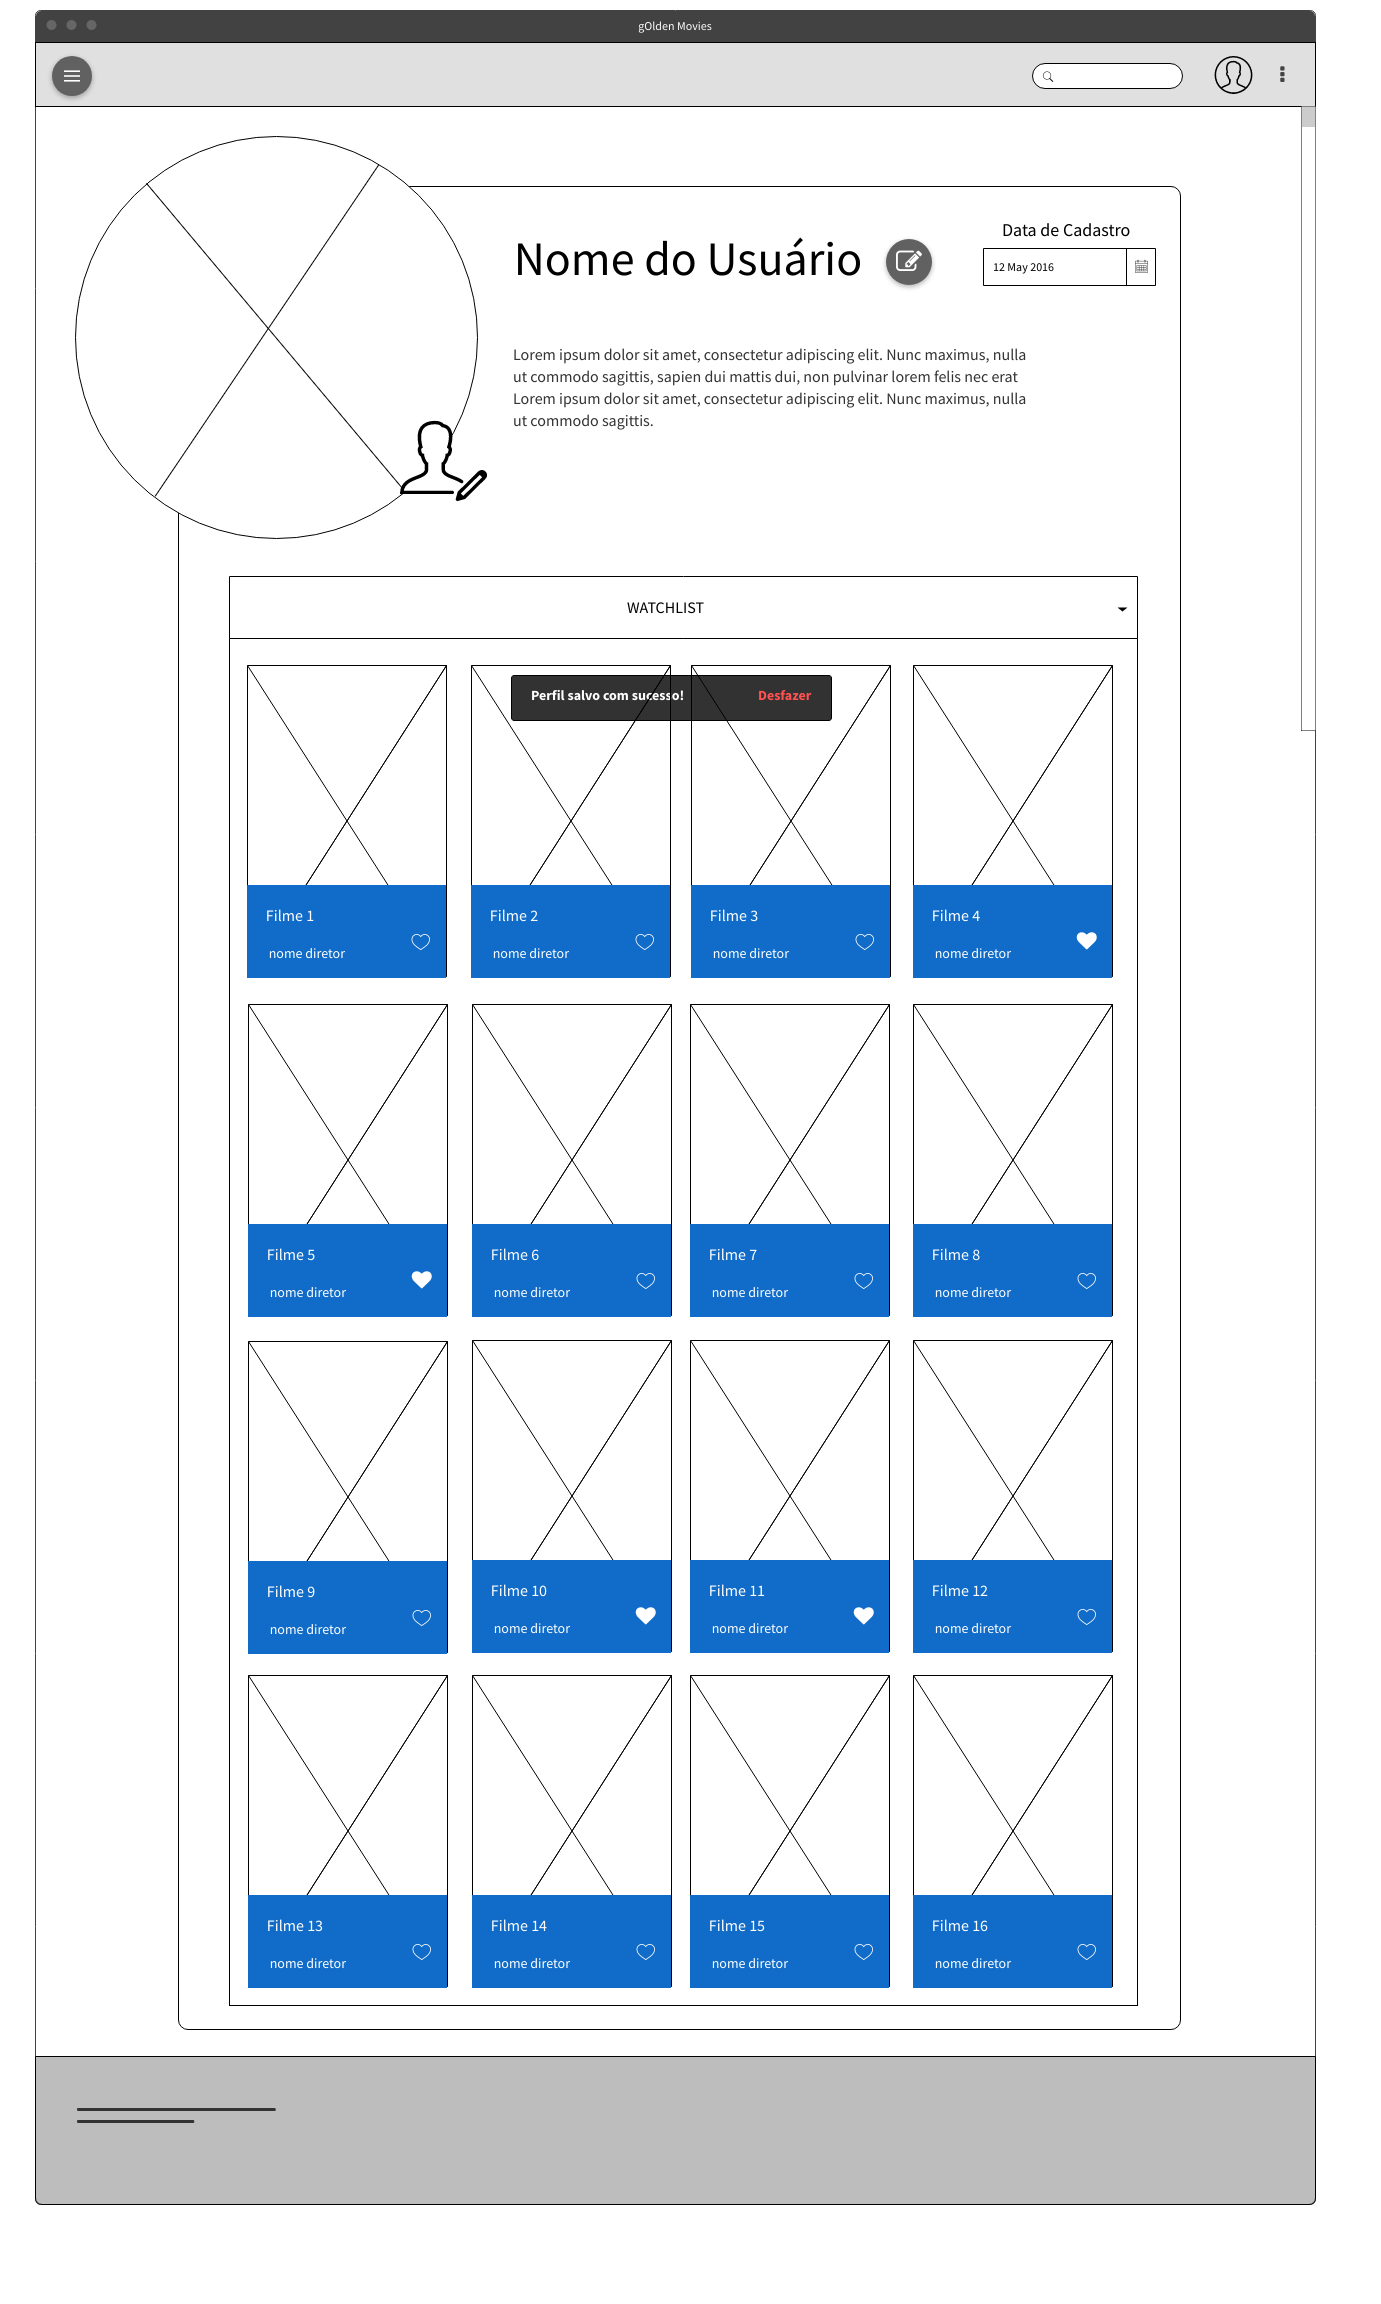 gOlden Movies
Nome do Usuário
Data de Cadastro
12 May 2016
Lorem ipsum dolor sit amet, consectetur adipiscing elit. Nunc maximus, nulla
ut commodo sagittis, sapien dui mattis dui, non pulvinar lorem felis nec erat
Lorem ipsum dolor sit amet, consectetur adipiscing elit. Nunc maximus, nulla
ut commodo sagittis.
WATCHLIST
Perfil salvo com sucesso!
Desfazer
Filme 1
nome diretor
Filme 2
nome diretor
Filme 3
nome diretor
Filme 4
nome diretor
Filme 5
nome diretor
Filme 6
nome diretor
Filme 7
nome diretor
Filme 8
nome diretor
Filme 9
nome diretor
Filme 10
nome diretor
Filme 11
nome diretor
Filme 12
nome diretor
Filme 13
nome diretor
Filme 14
nome diretor
Filme 15
nome diretor
Filme 16
nome diretor